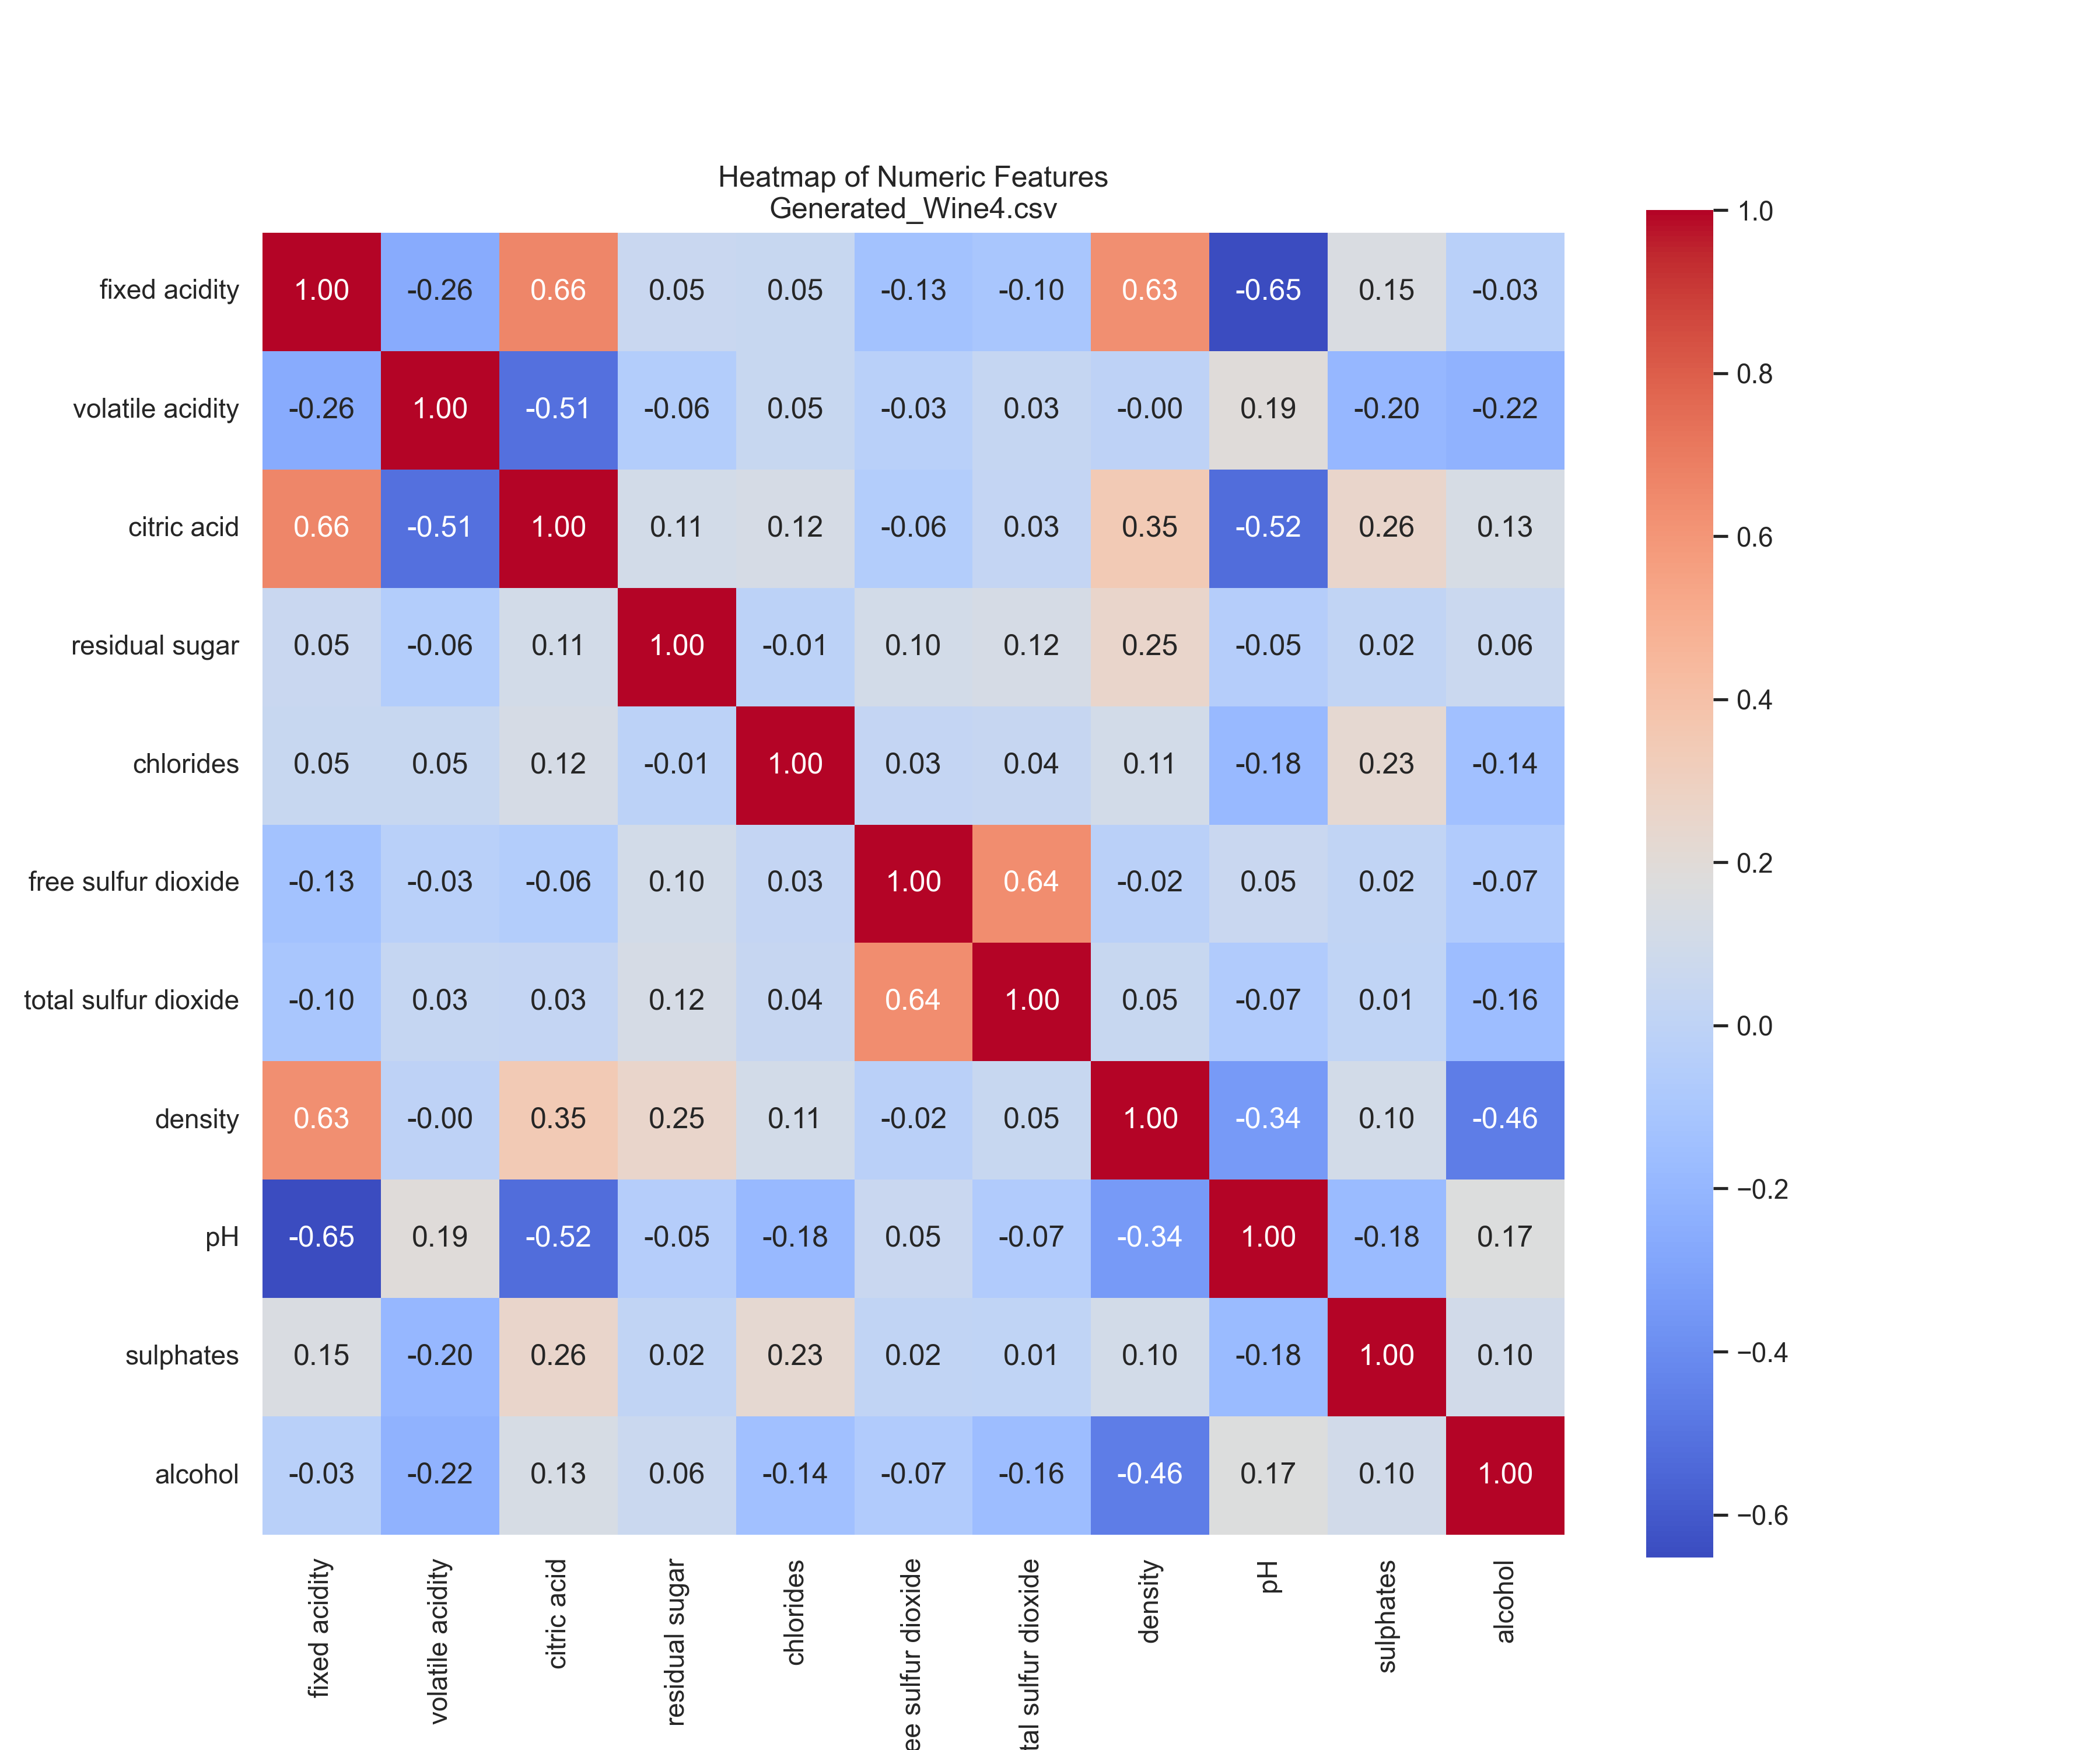 Heatmap of Numeric Features
Generated_Wine4.csv
fixed acidity 1.00 -0.26 0.66 0.05 0.05 -0.13 -0.10 0.63 -0.65 0.15 -0.03
volatile acidity -0.26 1.00 -0.51 -0.06 0.05 -0.03 0.03 -0.00 0.19 -0.20 -0.22
citric acid 0.66 -0.51 1.00 0.11 0.12 -0.06 0.03 0.35 -0.52 0.26 0.13
residual sugar 0.05 -0.06 0.11 1.00 -0.01 0.10 0.12 0.25 -0.05 0.02 0.06
chlorides 0.05 0.05 0.12 -0.01 1.00 0.03 0.04 0.11 -0.18 0.23 -0.14
free sulfur dioxide -0.13 -0.03 -0.06 0.10 0.03 1.00 0.64 -0.02 0.05 0.02 -0.07
total sulfur dioxide -0.10 0.03 0.03 0.12 0.04 0.64 1.00 0.05 -0.07 0.01 -0.16
density 0.63 -0.00 0.35 0.25 0.11 -0.02 0.05 1.00 -0.34 0.10 -0.46
pH -0.65 0.19 -0.52 -0.05 -0.18 0.05 -0.07 -0.34 1.00 -0.18 0.17
sulphates 0.15 -0.20 0.26 0.02 0.23 0.02 0.01 0.10 -0.18 1.00 0.10
alcohol -0.03 -0.22 0.13 0.06 -0.14 -0.07 -0.16 -0.46 0.17 0.10 1.00
fixed acidity
volatile acidity
citric acid
residual sugar
chlorides
ee sulfur dioxide
tal sulfur dioxide
density
pH
sulphates
alcohol
1.0
0.8
0.6
0.4
0.2
0.0
−0.2
−0.4
−0.6